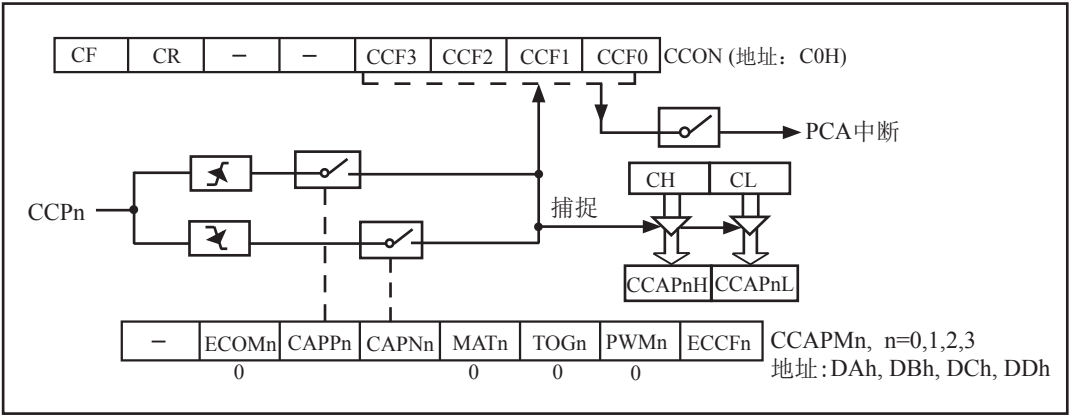 CF CR – – CCF3 CCF2 CCF1 CCF0 CCON (地址：C0H)
PCA中断
CH CL
CCPn
捕捉
CCAPnH CCAPnL
– ECOMn CAPPn CAPNn MATn TOGn PWMn ECCFn CCAPMn, n=0,1,2,3
0 0 0 0 地址：DAh, DBh, DCh, DDh